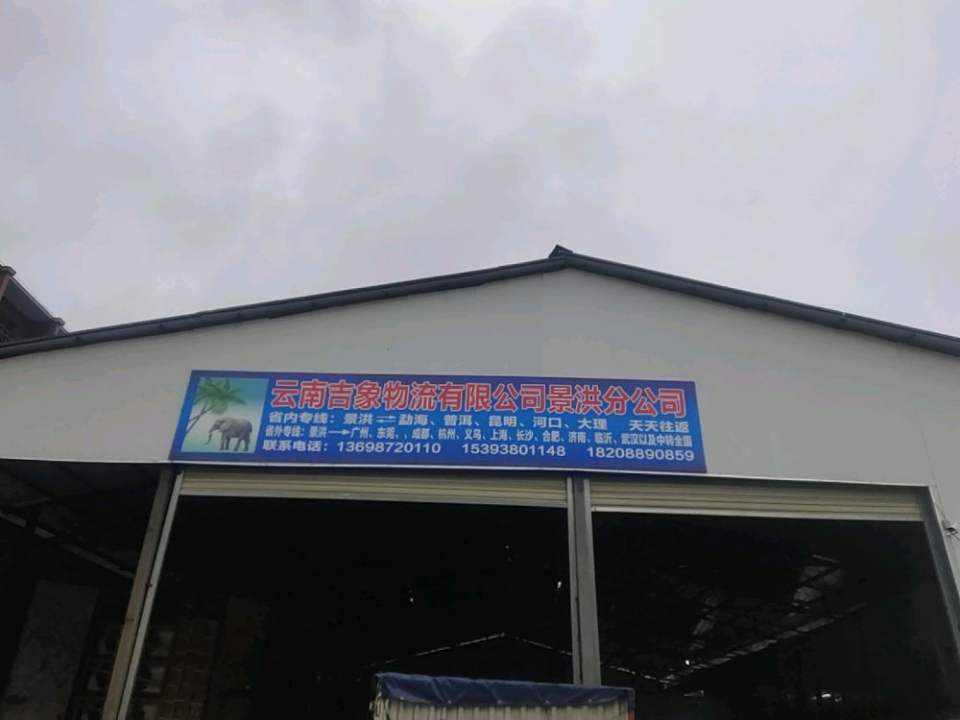 云南吉象物流有限公司景洪分公司
省内专线：景洪⇌勐海、普洱、昆明、河口、大理 天天往返
省外专线：景洪→广州、东莞、、成都、杭州、义乌、上海、长沙、合肥、济南、临沂、武汉以及中转全国
联系电话：13698720110 15393801148 18208890859